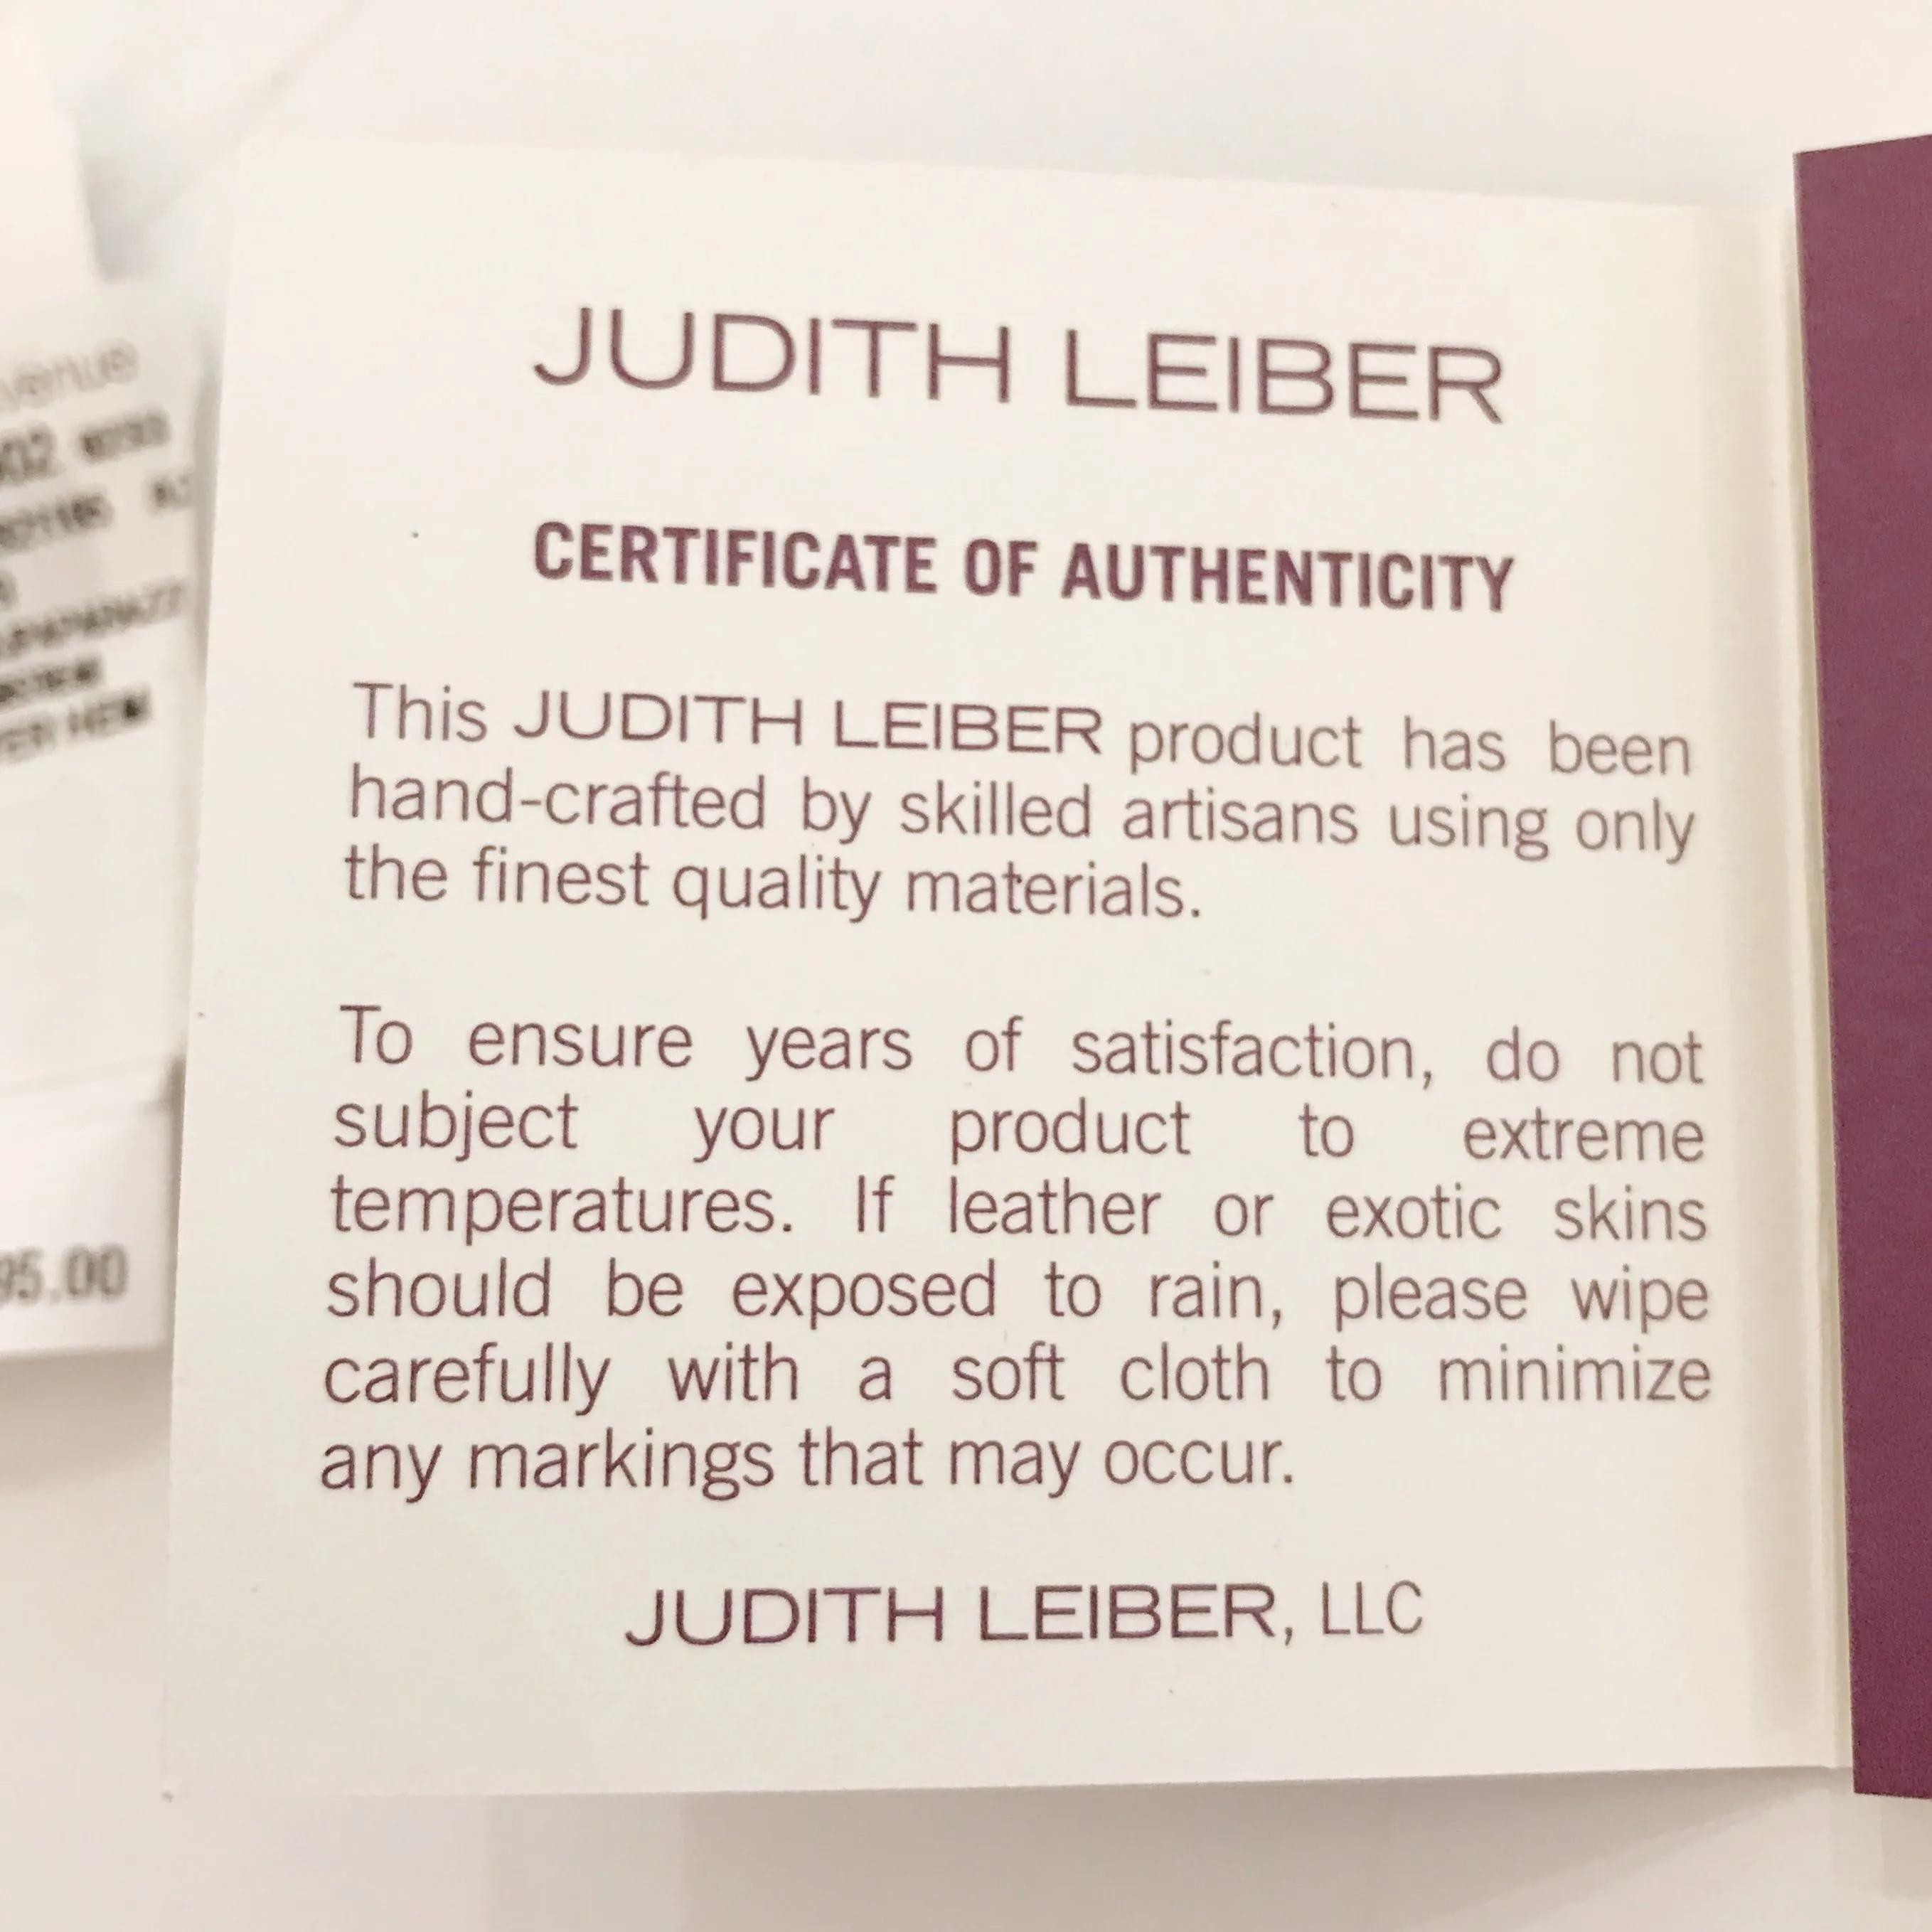 JUDITH LEIBER
CERTIFICATE OF AUTHENTICITY
This JUDITH LEIBER product has been
hand-crafted by skilled artisans using only
the finest quality materials.
To ensure years of satisfaction, do not
subject your product to extreme
temperatures. If leather or exotic skins
should be exposed to rain, please wipe
carefully with a soft cloth to minimize
any markings that may occur.
JUDITH LEIBER, LLC
venue
95.00